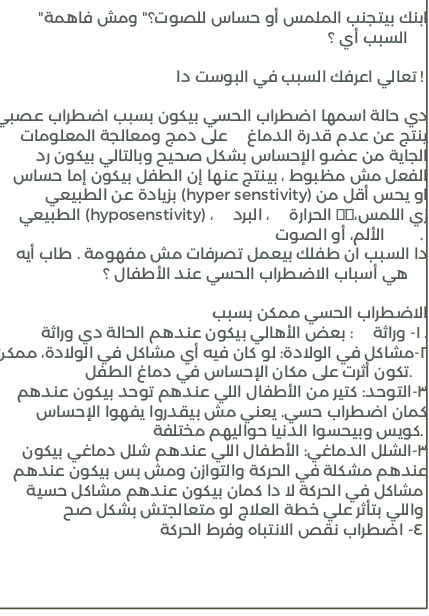 "ابنك بيتجنب الملمس أو حساس للصوت؟" ومش فاهمة
السبب أي ؟
تعالي اعرفك السبب في البوست دا !
دي حالة اسمها اضطراب الحسي بيكون بسبب اضطراب عصبي
ينتج عن عدم قدرة الدماغ على دمج ومعالجة المعلومات
الجاية من عضو الإحساس بشكل صحيح وبالتالي بيكون رد
الفعل مش مظبوط ، بينتج عنها إن الطفل بيكون إما حساس
بزيادة عن الطبيعي (hyper senstivity) او يحس أقل من
الطبيعي (hyposenstivity) ، زي اللمس، الحرارة ، البرد
الألم، أو الصوت .
دا السبب ان طفلك بيعمل تصرفات مش مفهومة . طاب أيه
هي أسباب الاضطراب الحسي عند الأطفال ؟
الاضطراب الحسي ممكن بسبب
١- وراثة : بعض الأهالي بيكون عندهم الحالة دي وراثة .
٢-مشاكل في الولادة: لو كان فيه أي مشاكل في الولادة، ممكن
تكون أثرت على مكان الإحساس في دماغ الطفل.
٣-التوحد: كتير من الأطفال اللي عندهم توحد بيكون عندهم
كمان اضطراب حسي. يعني مش بيقدروا يفهوا الإحساس
كويس وبيحسوا الدنيا حواليهم مختلفة.
٣-الشلل الدماغي: الأطفال اللي عندهم شلل دماغي بيكون
عندهم مشكلة في الحركة والتوازن ومش بس بيكون عندهم
مشاكل في الحركة لا دا كمان بيكون عندهم مشاكل حسية
واللي بتأثر علي خطة العلاج لو متعالجتش بشكل صح
٤- اضطراب نقص الانتباه وفرط الحركة